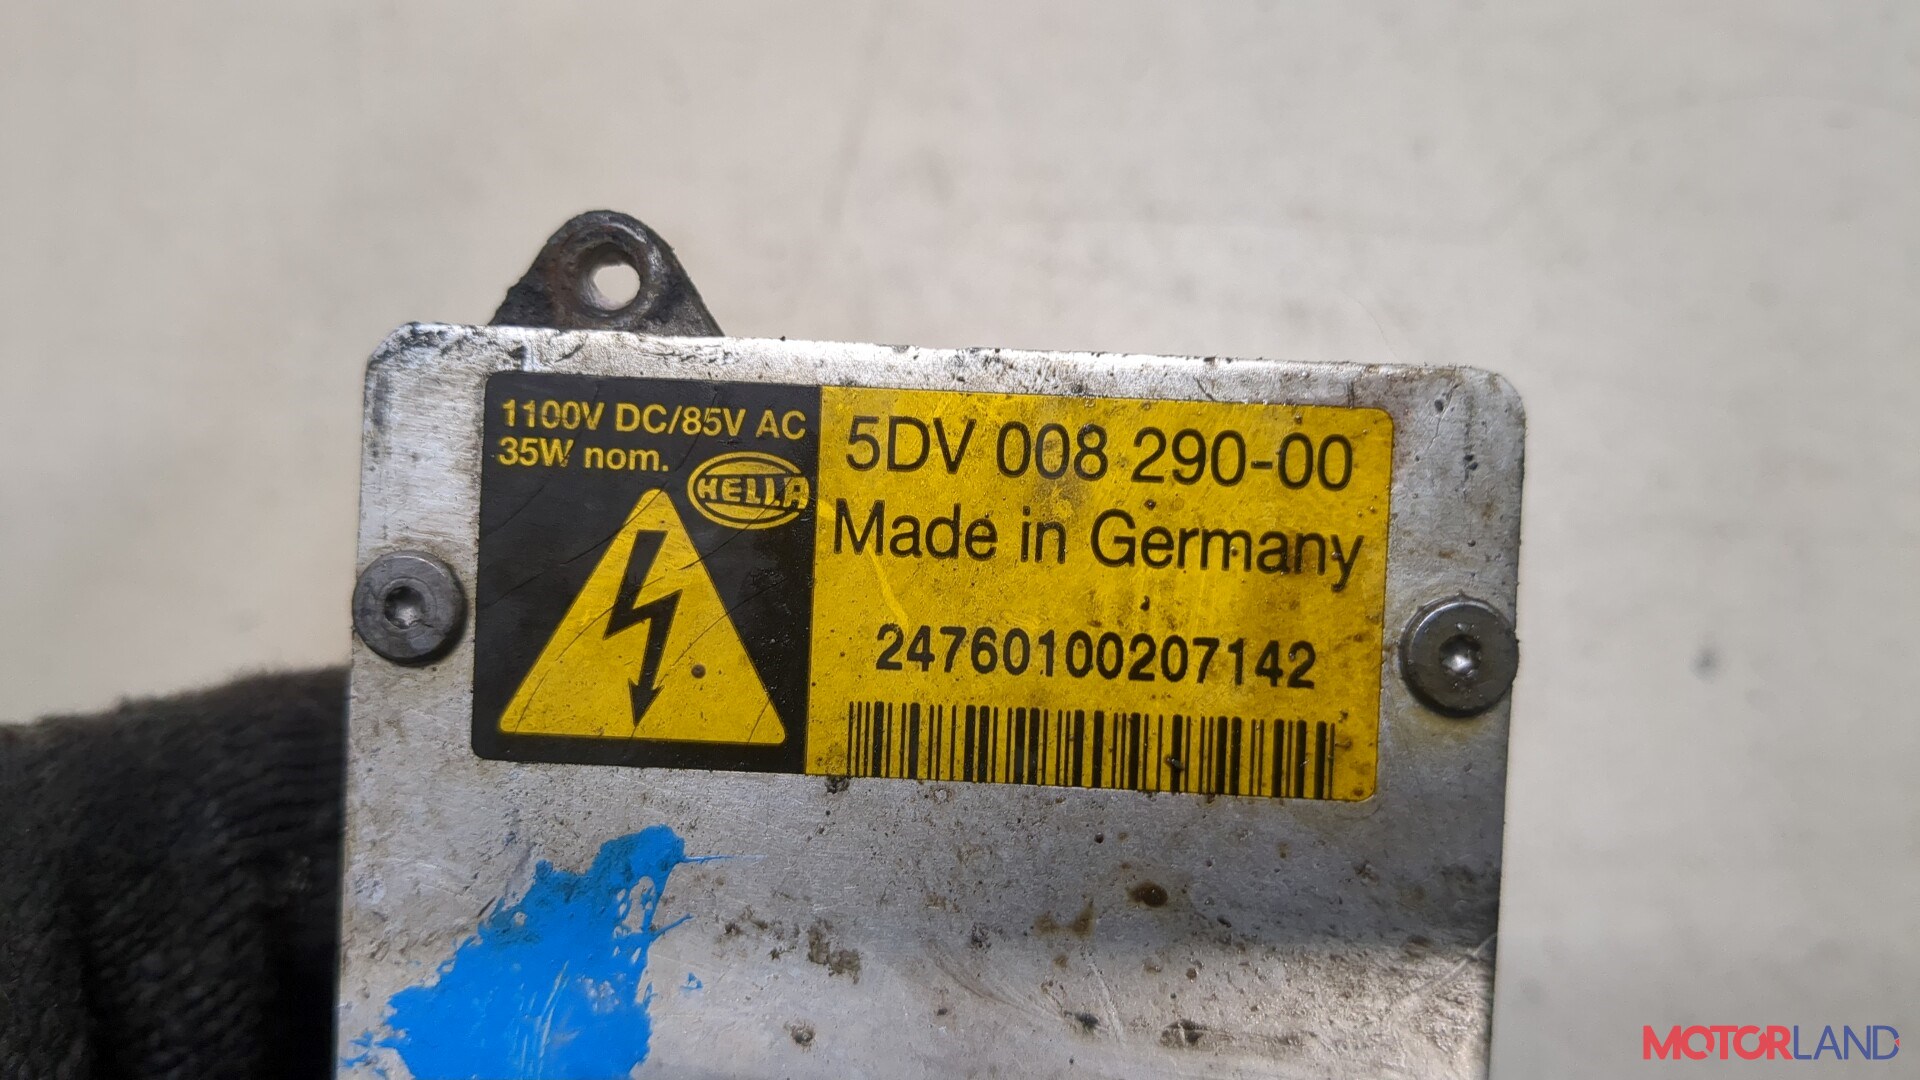 1100V DC/85V AC
35W nom.
HELLA
5DV 008 290-00
Made in Germany
24760100207142
MOTORLAND